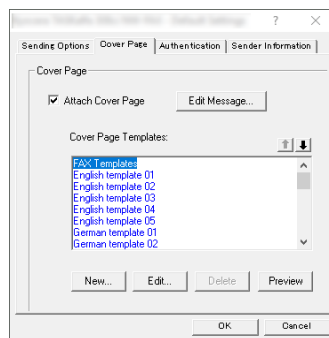 Default Settings
? ×
Sending Options Cover Page Authentication Sender Information
Cover Page
Attach Cover Page Edit Message...
Cover Page Templates:
FAX Templates
English template 01
English template 02
English template 03
English template 04
English template 05
German template 01
German template 02
New... Edit... Delete Preview
OK Cancel